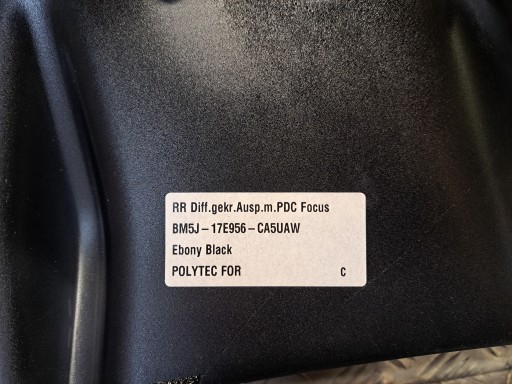 RR Diff.gekr.Ausp.m.PDC Focus
BM5J-17E956-CA5UAW
Ebony Black
POLYTEC FOR C